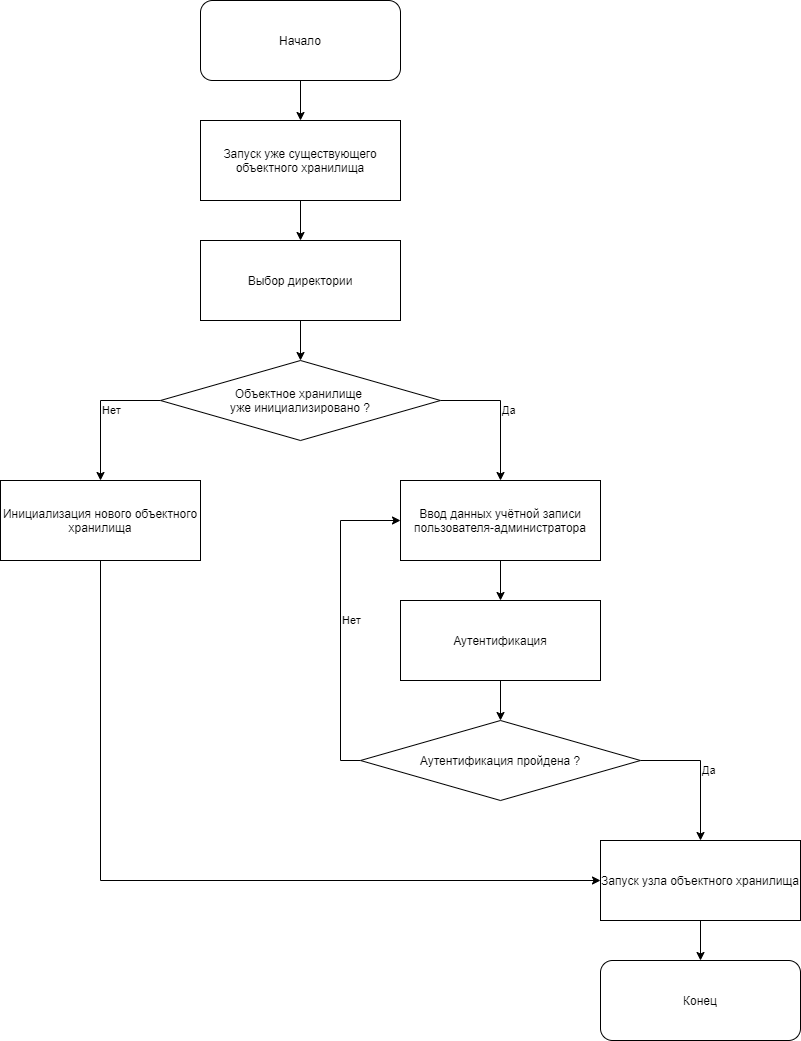 Начало
Запуск уже существующего
объектного хранилища
Выбор директории
Объектное хранилище
уже инициализировано ?
Нет
Да
Инициализация нового объектного
хранилища
Ввод данных учётной записи
пользователя-администратора
Нет
Аутентификация
Аутентификация пройдена ?
Да
Запуск узла объектного хранилища
Конец